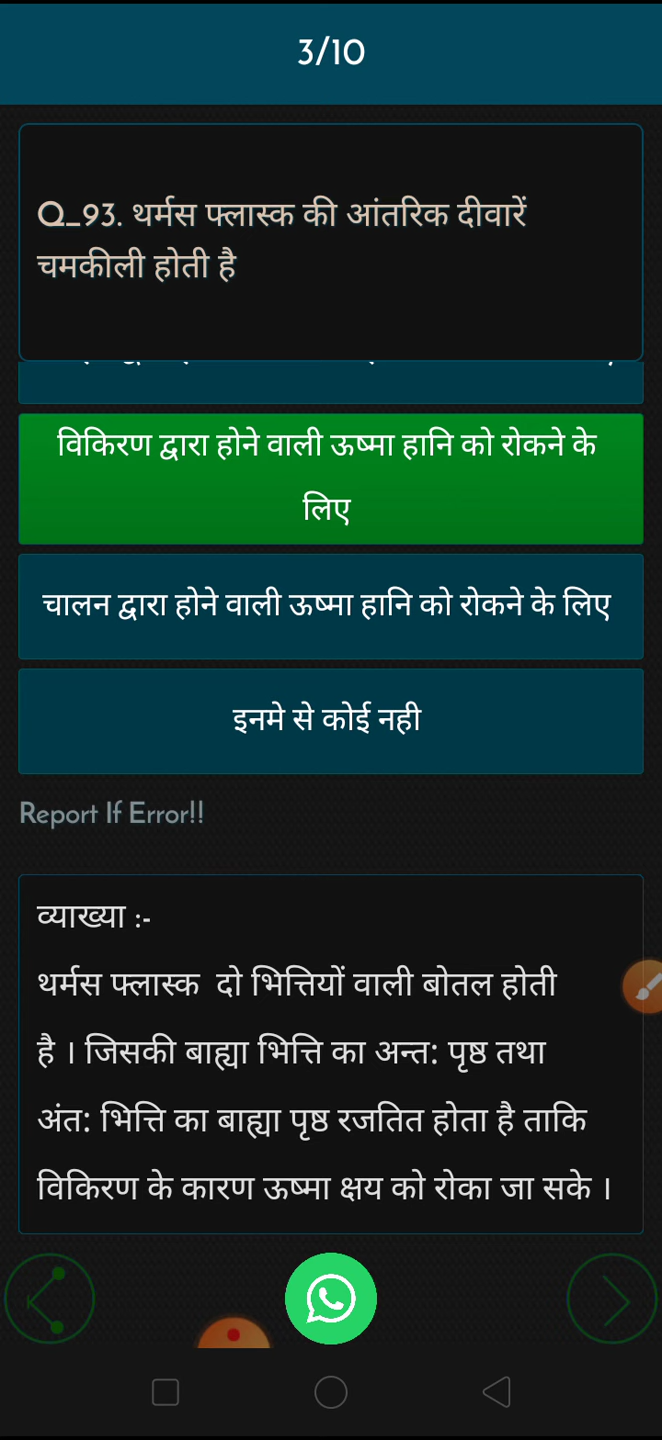 3/10
Q_93. थर्मस फ्लास्क की आंतरिक दीवारें
चमकीली होती है
विकिरण द्वारा होने वाली ऊष्मा हानि को रोकने के
लिए
चालन द्वारा होने वाली ऊष्मा हानि को रोकने के लिए
इनमे से कोई नही
Report If Error!!
व्याख्या :-
थर्मस फ्लास्क दो भित्तियों वाली बोतल होती
है । जिसकी बाह्या भित्ति का अन्त: पृष्ठ तथा
अंत: भित्ति का बाह्या पृष्ठ रजतित होता है ताकि
विकिरण के कारण ऊष्मा क्षय को रोका जा सके ।